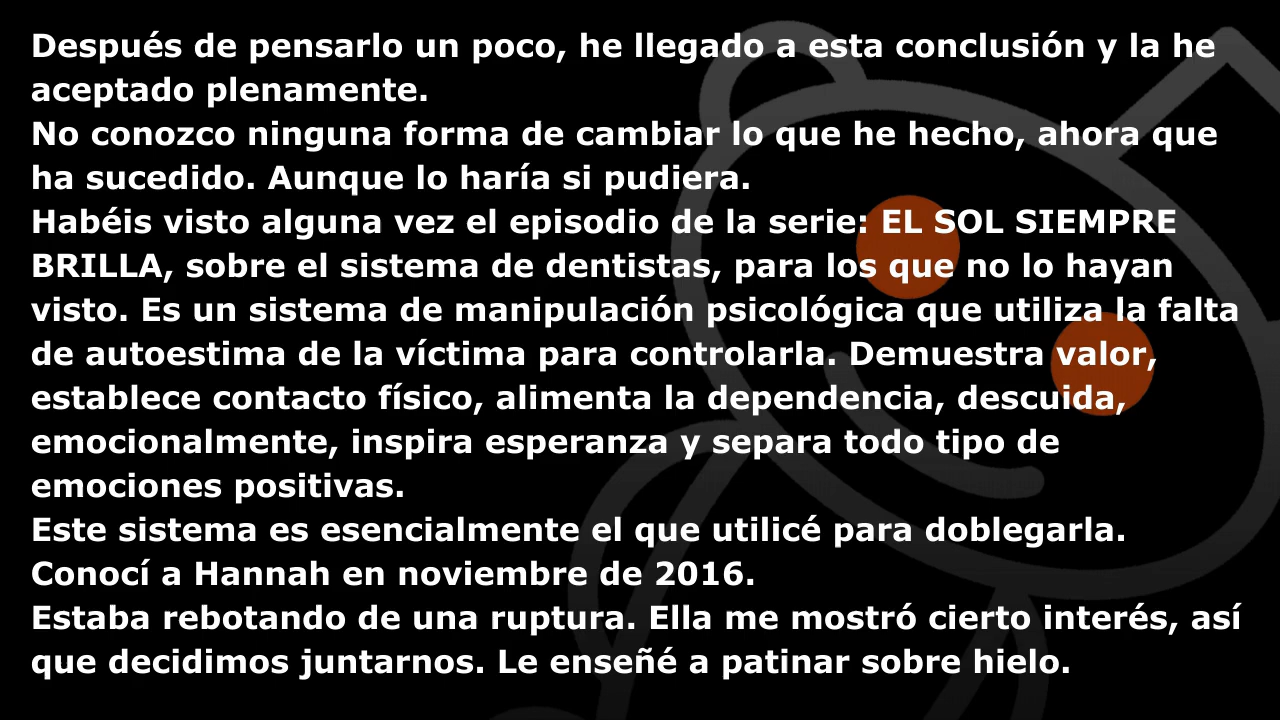 Después de pensarlo un poco, he llegado a esta conclusión y la he
aceptado plenamente.
No conozco ninguna forma de cambiar lo que he hecho, ahora que
ha sucedido. Aunque lo haría si pudiera.
Habéis visto alguna vez el episodio de la serie: EL SOL SIEMPRE
BRILLA, sobre el sistema de dentistas, para los que no lo hayan
visto. Es un sistema de manipulación psicológica que utiliza la falta
de autoestima de la víctima para controlarla. Demuestra valor,
establece contacto físico, alimenta la dependencia, descuida,
emocionalmente, inspira esperanza y separa todo tipo de
emociones positivas.
Este sistema es esencialmente el que utilicé para doblegarla.
Conocí a Hannah en noviembre de 2016.
Estaba rebotando de una ruptura. Ella me mostró cierto interés, así
que decidimos juntarnos. Le enseñé a patinar sobre hielo.